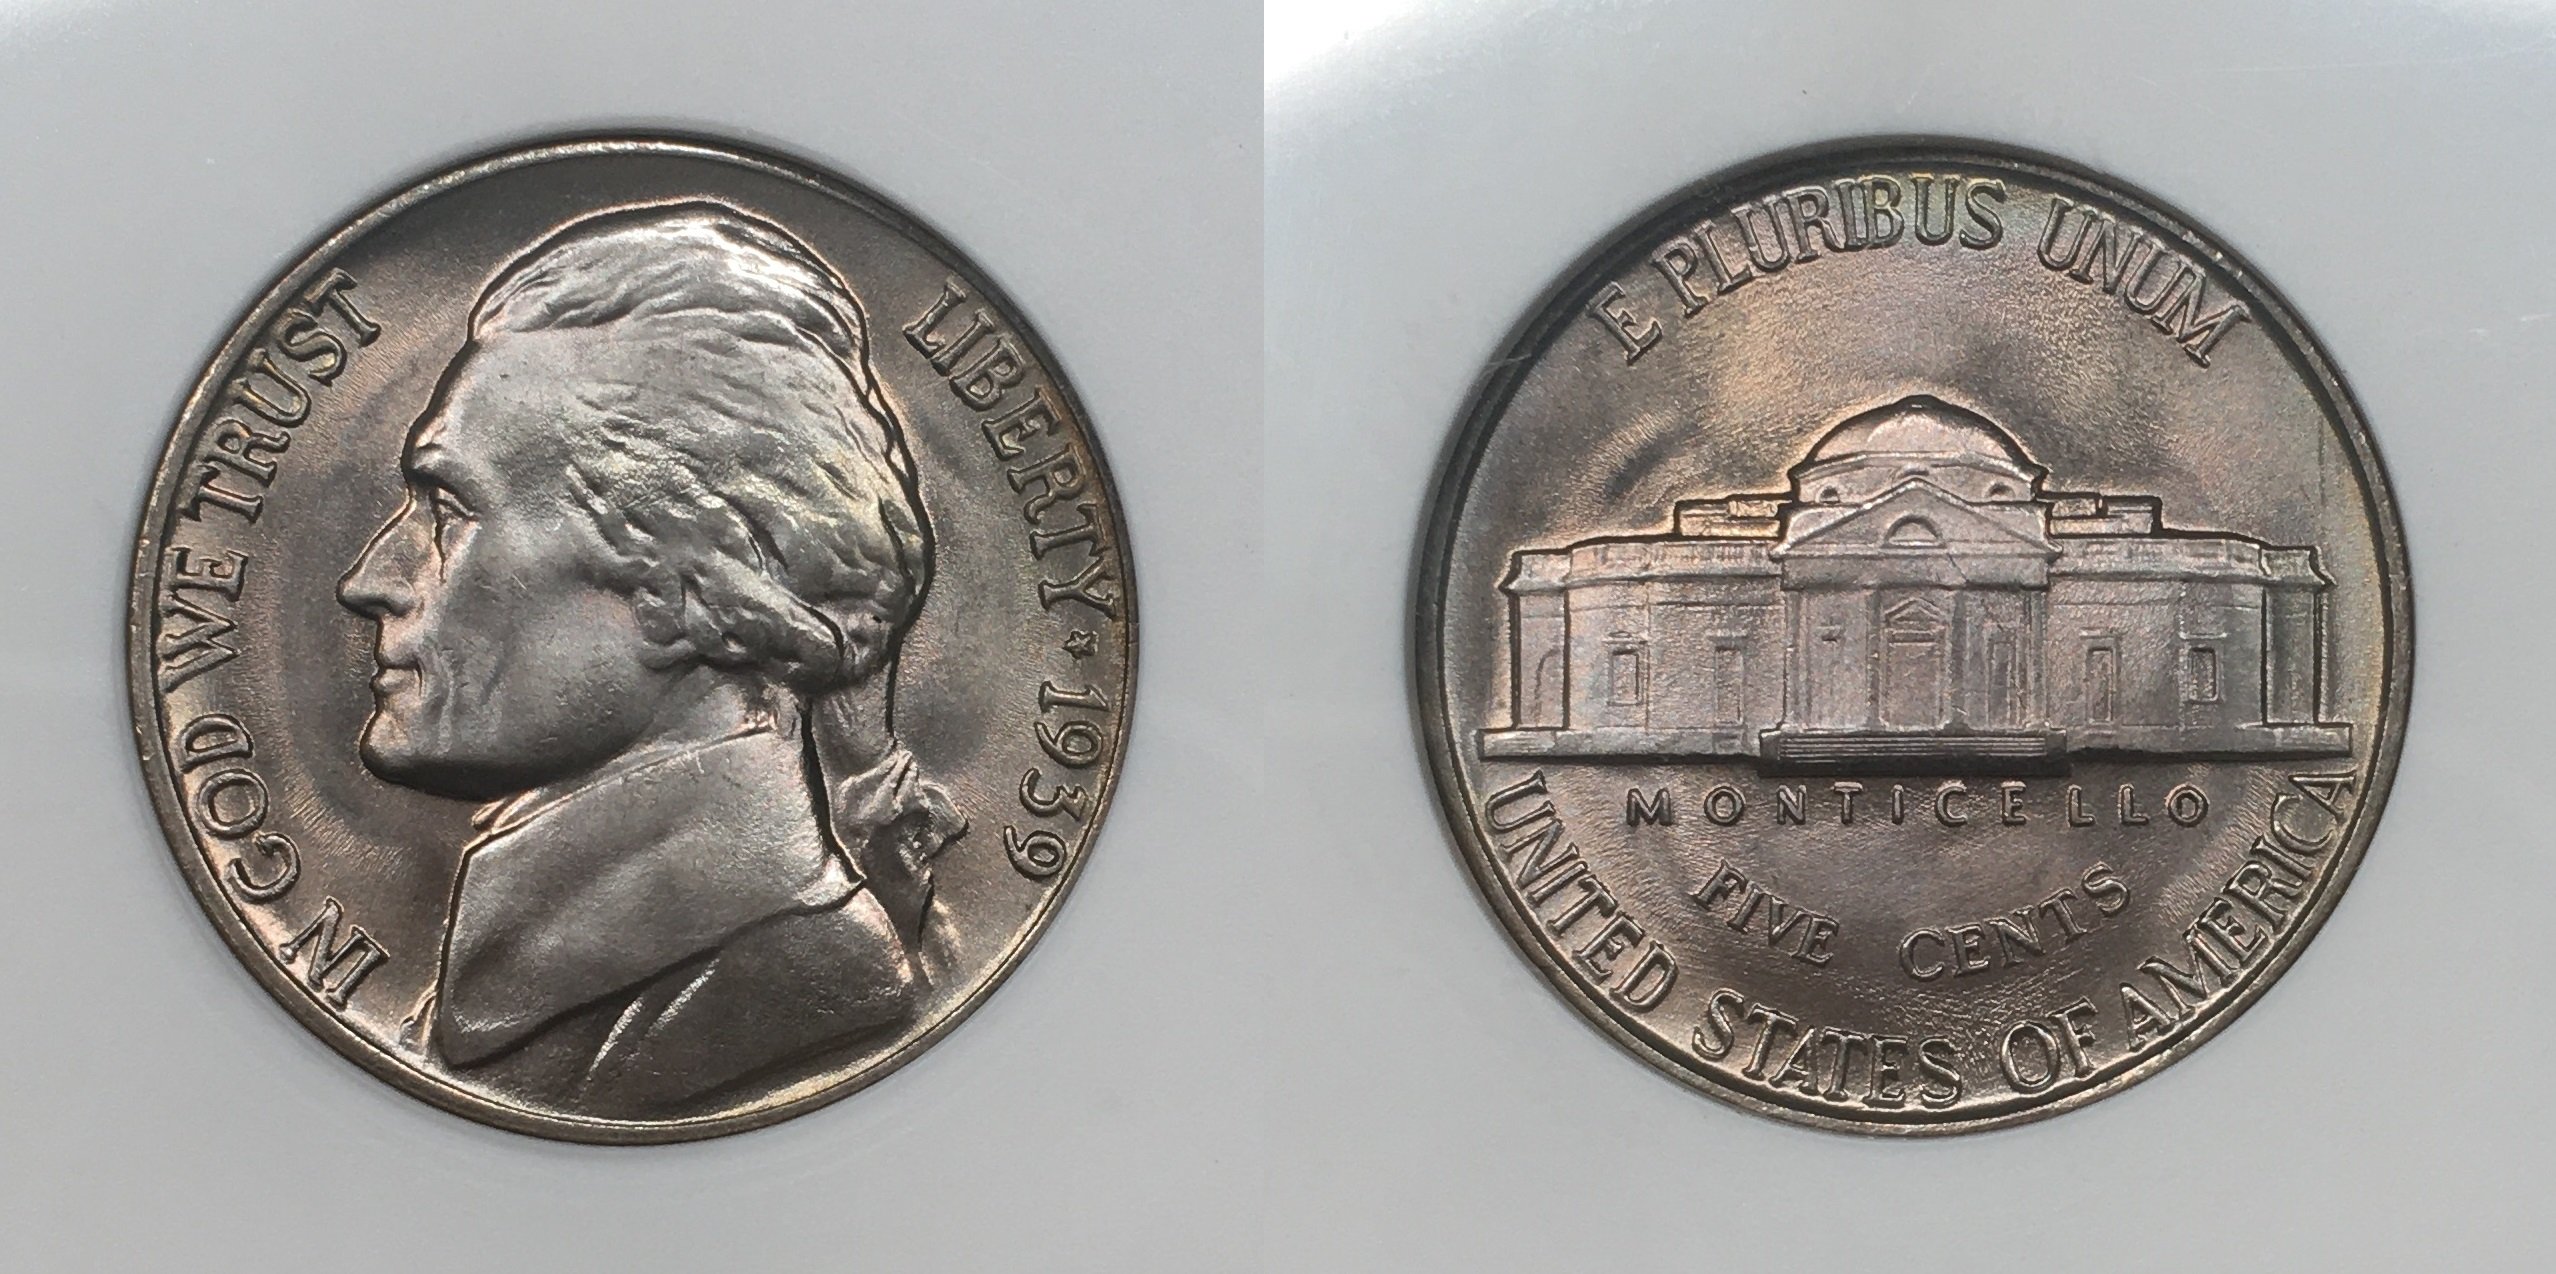 IN GOD WE TRUST
LIBERTY ★ 1939
E PLURIBUS UNUM
MONTICELLO
FIVE CENTS
UNITED STATES OF AMERICA